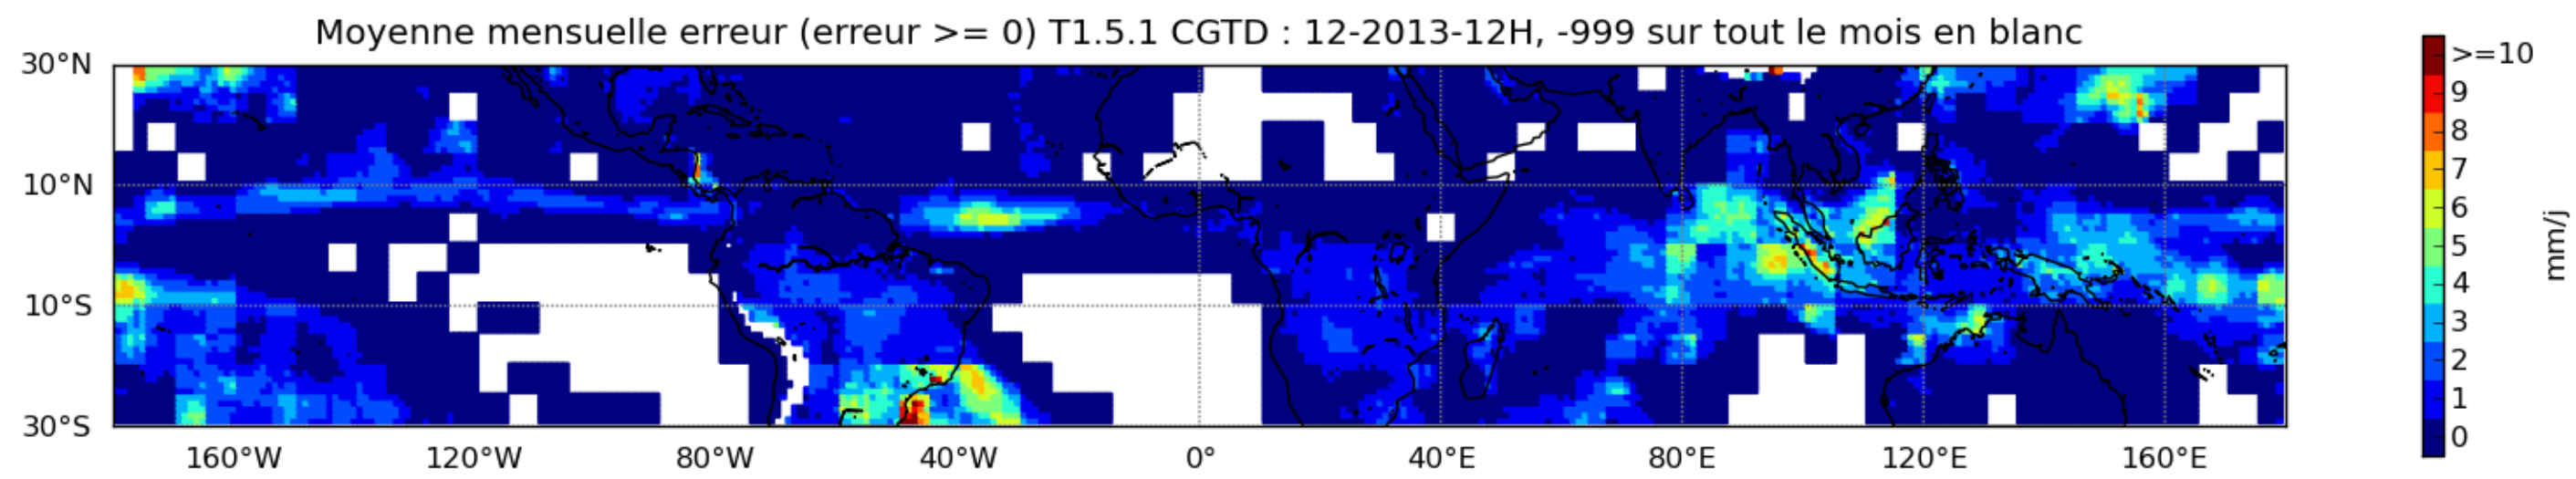 Moyenne mensuelle erreur (erreur >= 0) T1.5.1 CGTD : 12-2013-12H, -999 sur tout le mois en blanc
30°N
10°N
10°S
30°S
160°W 120°W 80°W 40°W 0° 40°E 80°E 120°E 160°E
>=10
9
8
7
6
5
4
3
2
1
0
mm/j